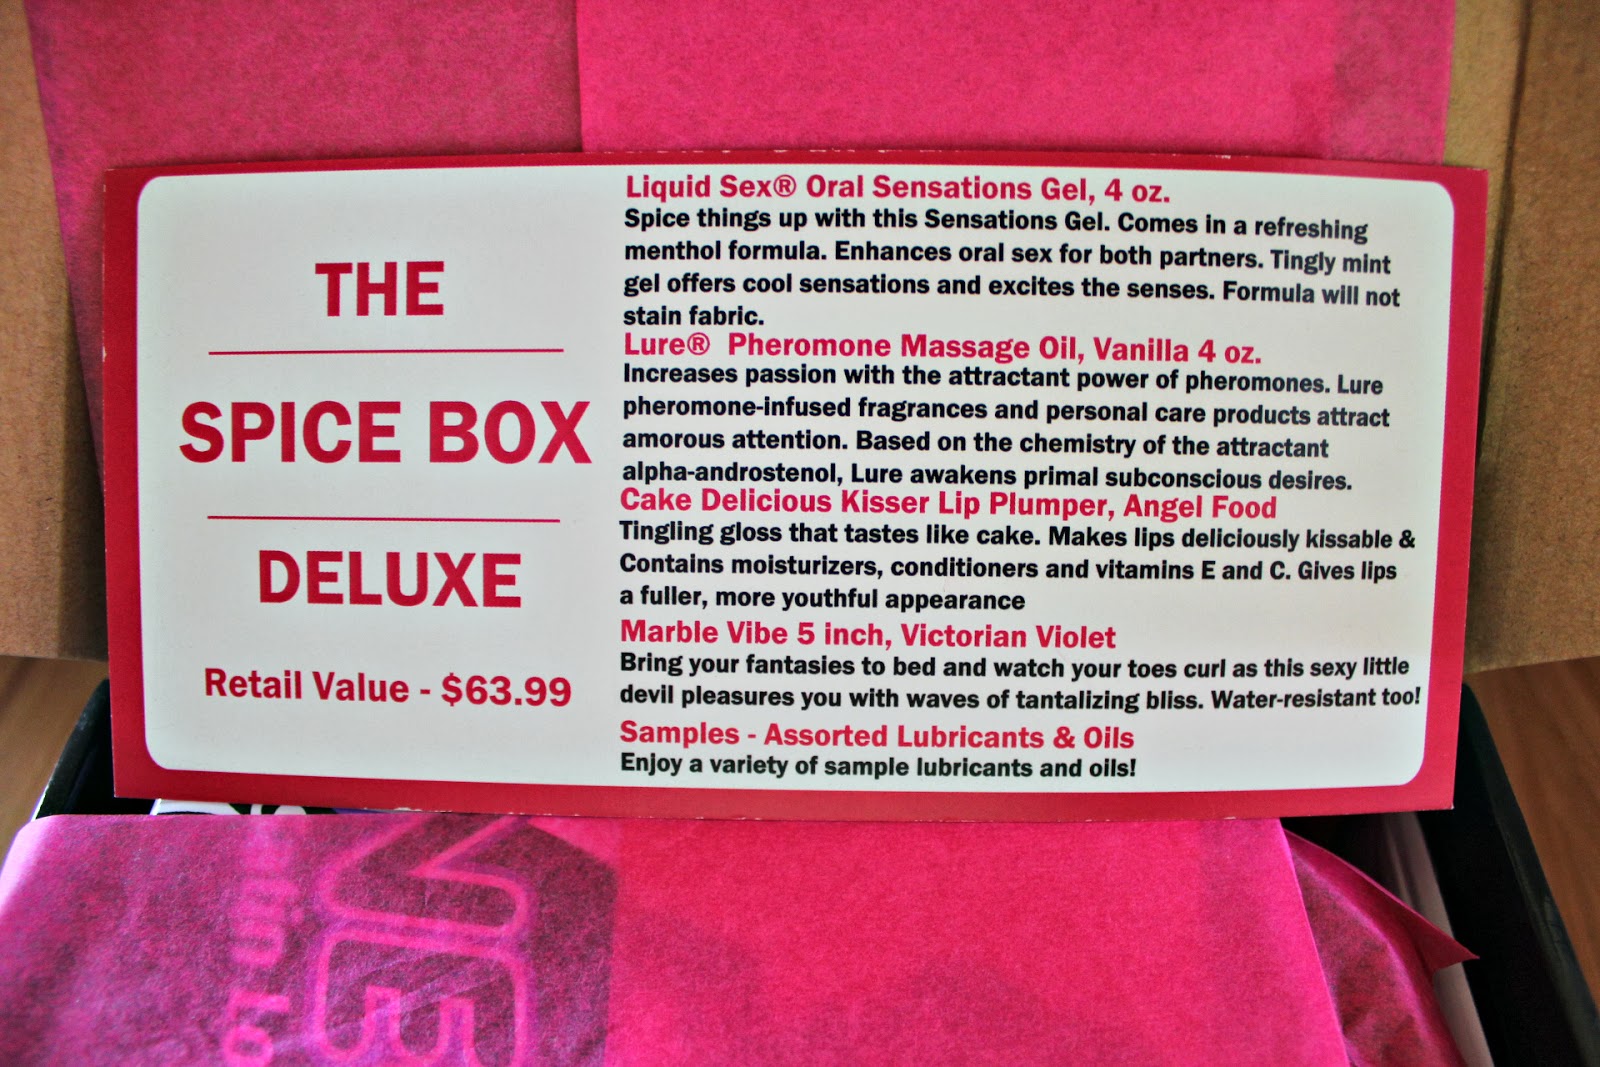 THE
SPICE BOX
DELUXE
Retail Value - $63.99
Liquid Sex® Oral Sensations Gel, 4 oz.
Spice things up with this Sensations Gel. Comes in a refreshing
menthol formula. Enhances oral sex for both partners. Tingly mint
gel offers cool sensations and excites the senses. Formula will not
stain fabric.
Lure® Pheromone Massage Oil, Vanilla 4 oz.
Increases passion with the attractant power of pheromones. Lure
pheromone-infused fragrances and personal care products attract
amorous attention. Based on the chemistry of the attractant
alpha-androstenol, Lure awakens primal subconscious desires.
Cake Delicious Kisser Lip Plumper, Angel Food
Tingling gloss that tastes like cake. Makes lips deliciously kissable &
Contains moisturizers, conditioners and vitamins E and C. Gives lips
a fuller, more youthful appearance
Marble Vibe 5 inch, Victorian Violet
Bring your fantasies to bed and watch your toes curl as this sexy little
devil pleasures you with waves of tantalizing bliss. Water-resistant too!
Samples - Assorted Lubricants & Oils
Enjoy a variety of sample lubricants and oils!